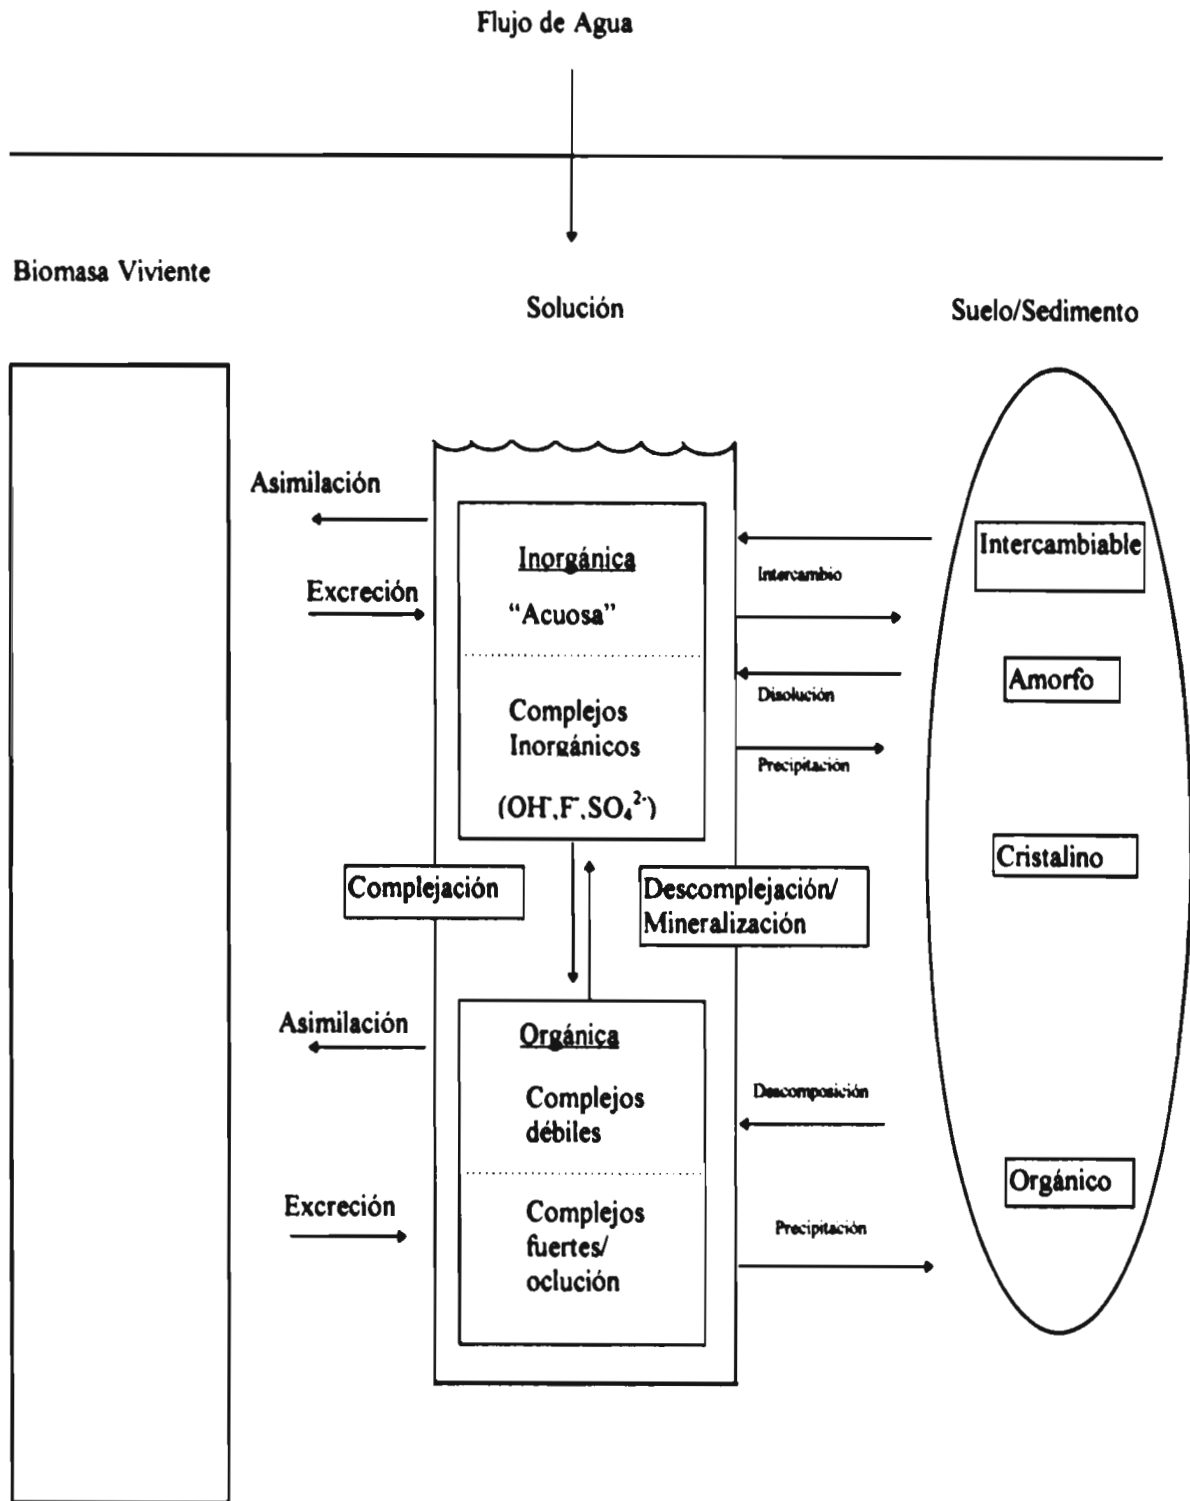 Flujo de Agua
Biomasa Viviente
Solución
Suelo/Sedimento
Asimilación
Excreción
Inorgánica
“Acuosa”
Complejos
Inorgánicos
(OH⁻,F⁻,SO₄²⁻)
Intercambio
Disolución
Precipitación
Intercambiable
Amorfo
Cristalino
Complejación
Descomplejación/
Mineralización
Asimilación
Excreción
Orgánica
Complejos
débiles
Complejos
fuertes/
oclución
Descomposición
Precipitación
Orgánico